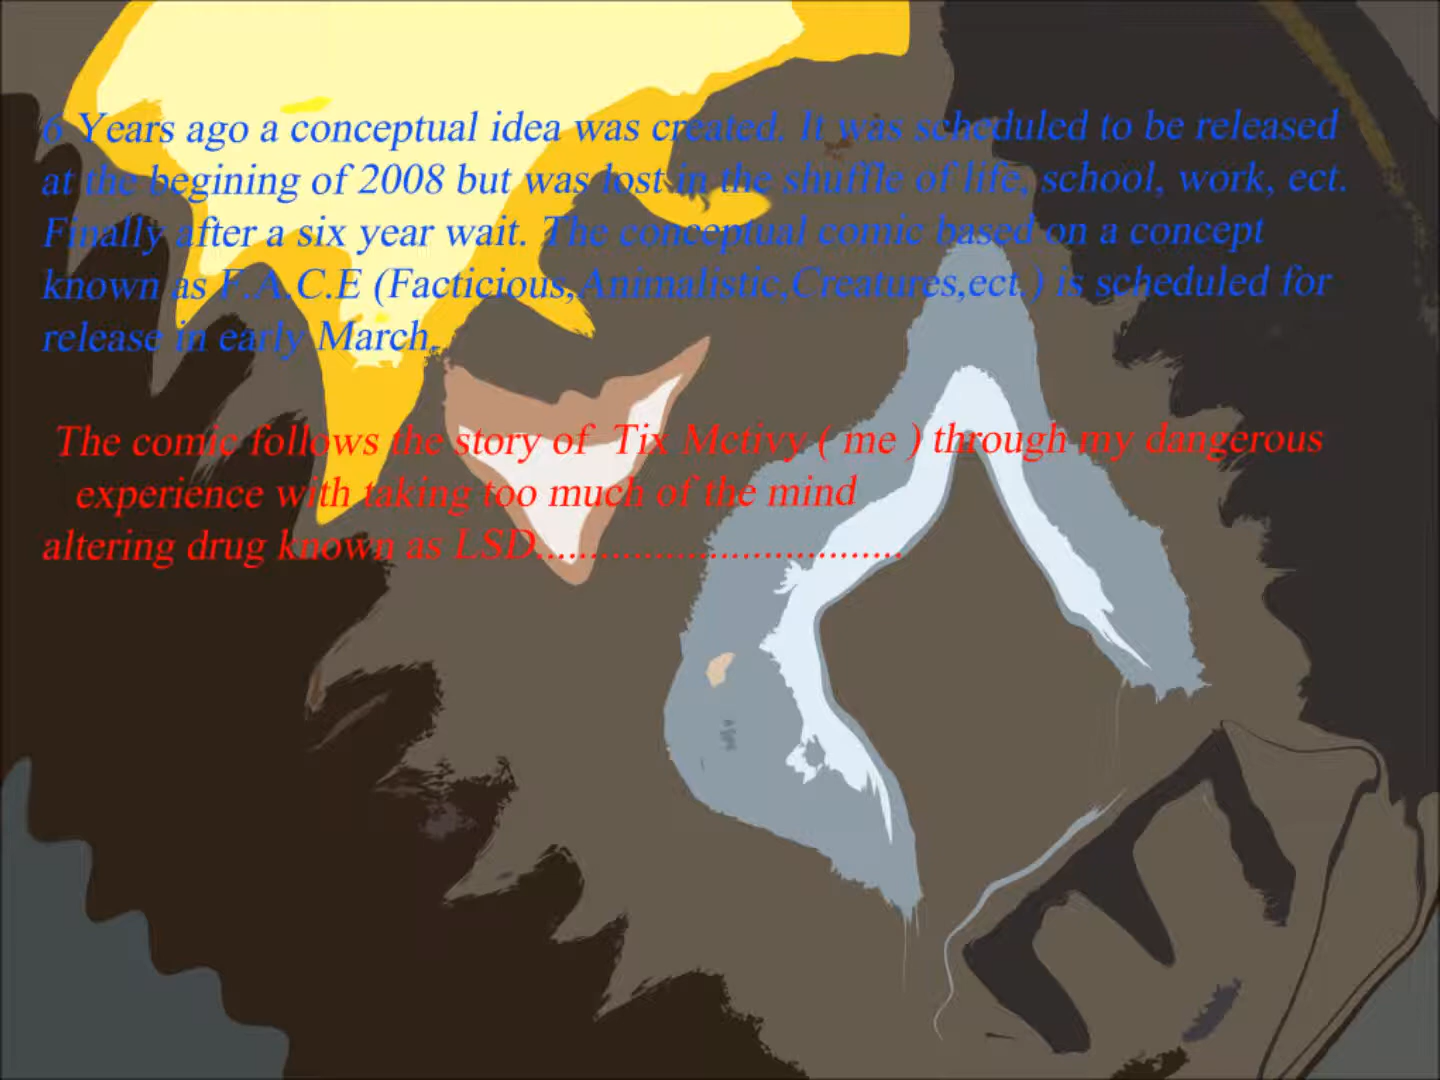 6 Years ago a conceptual idea was created. It was scheduled to be released
at the begining of 2008 but was lost in the shuffle of life, school, work, ect.
Finally after a six year wait. The conceptual comic based on a concept
known as F.A.C.E (Facticious,Animalistic,Creatures,ect.) is scheduled for
release in early March.
The comic follows the story of Tix Mctivy ( me ) through my dangerous
experience with taking too much of the mind
altering drug known as LSD..................................